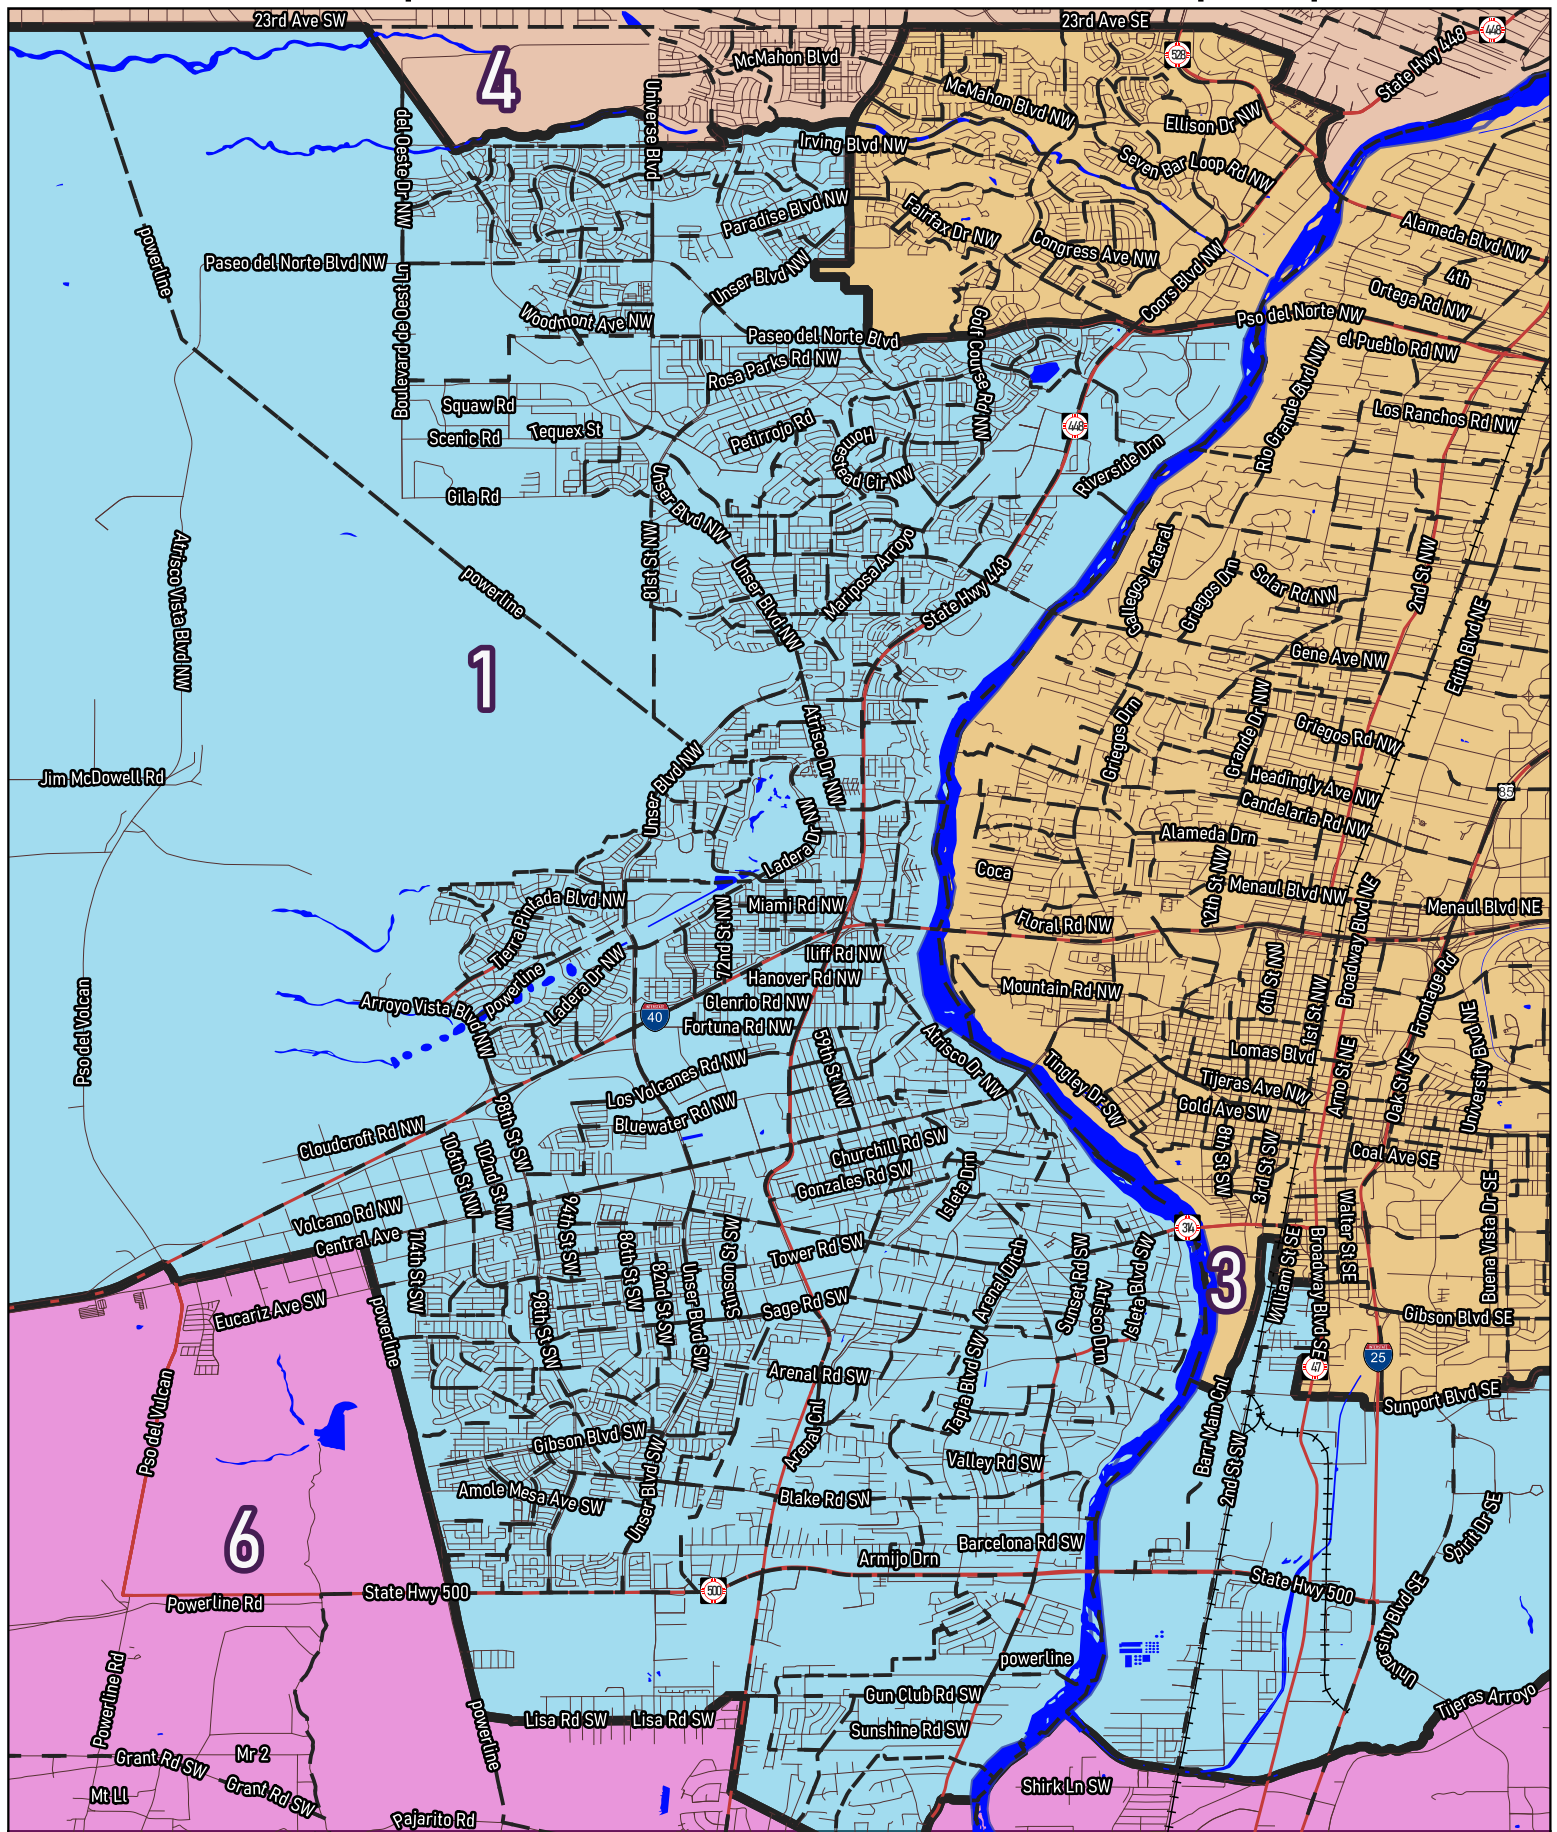 23rd Ave SW
23rd Ave SE
448
528
State Hwy 448
McMahon Blvd
4
McMahon Blvd NW
Ellison Dr NW
Universe Blvd
del Oeste Dr NW
Irving Blvd NW
Seven Bar Loop Rd NW
Paradise Blvd NW
Fairfax Dr NW
Alameda Blvd NW
Congress Ave NW
powerline
Paseo del Norte Blvd NW
4th
Unser Blvd NW
Coors Blvd NW
Ortega Rd NW
Woodmont Ave NW
Boulevard de Oest Ln
Pso del Norte NW
Paseo del Norte Blvd
el Pueblo Rd NW
Golf Course Rd NW
Rosa Parks Rd NW
Rio Grande Blvd NW
Squaw Rd
Los Ranchos Rd NW
Scenic Rd
Tequex St
Petirrojo Rd
448
Homestead Cir NW
Riverside Drn
Gila Rd
Unser Blvd NW
Atrisco Vista Blvd NW
81st St NW
powerline
Mariposa Arroyo
Unser Blvd NW
State Hwy 448
Gallegos Lateral
Griegos Drn
Solar Rd NW
2nd St NW
Edith Blvd NE
Gene Ave NW
1
Griegos Drn
Grande Dr NW
Griegos Rd NW
Atrisco Dr NW
Jim McDowell Rd
Unser Blvd NW
Headingly Ave NW
85
Candelaria Rd NW
Alameda Drn
Ladera Dr NW
Coca
12th St NW
Menaul Blvd NW
Menaul Blvd NE
Tierra Pintada Blvd NW
Miami Rd NW
Floral Rd NW
Broadway Blvd NE
72nd St NW
Iliff Rd NW
Hanover Rd NW
6th St NW
Frontage Rd
powerline
Ladera Dr NW
Mountain Rd NW
Arroyo Vista Blvd NW
Glenrio Rd NW
40
1st St NW
Fortuna Rd NW
Pso del Vulcan
University Blvd NE
Lomas Blvd
59th St NW
Atrisco Dr NW
Los Volcanes Rd NW
Tingley Dr SW
Tijeras Ave NW
Arno St NE
Oak St NE
Bluewater Rd NW
Gold Ave SW
98th St SW
Cloudcroft Rd NW
Churchill Rd SW
8th St SW
3rd St SW
Coal Ave SE
106th St NW
102nd St NW
Gonzales Rd SW
Isleta Drn
Volcano Rd NW
94th St NW
Walter St SE
Buena Vista Dr SE
314
Central Ave
114th St SW
86th St SW
82nd St SW
Unser Blvd SW
Simon St SW
Tower Rd SW
Arenal Ditch
Sunset Rd SW
Atrisco Drn
Isleta Blvd SW
3
William St SE
Broadway Blvd SE
Eucariz Ave SW
98th St SW
Sage Rd SW
Gibson Blvd SE
powerline
25
47
Arenal Rd SW
Tapia Blvd SW
Sunport Blvd SE
Pso del Vulcan
Barr Main Cnl
Arenal Cnl
Gibson Blvd SW
Valley Rd SW
2nd St SW
Amole Mesa Ave SW
Unser Blvd SW
Blake Rd SW
Spirit Dr SE
6
Barcelona Rd SW
Armijo Drn
State Hwy 500
500
State Hwy 500
Powerline Rd
University Blvd SE
powerline
Powerline Rd
Gun Club Rd SW
Tijeras Arroyo
Lisa Rd SW
Lisa Rd SW
Sunshine Rd SW
powerline
Grant Rd SW
Mr 2
Shirk Ln SW
Mt Ll
Grant Rd SW
Pajarito Rd